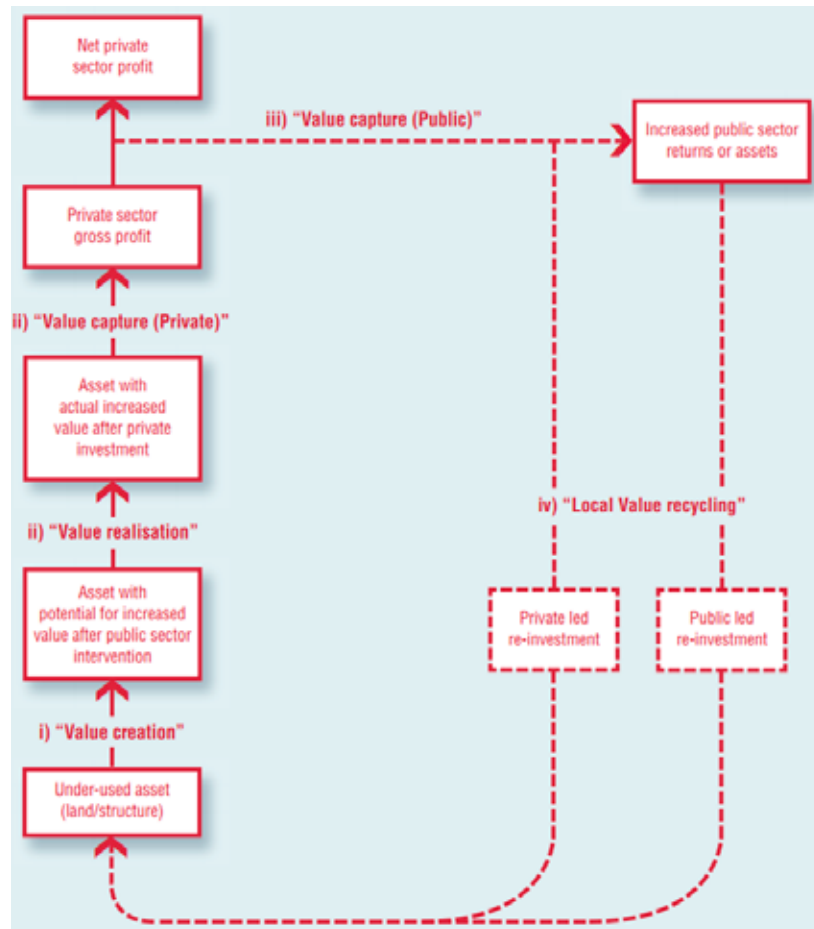 Net private
sector profit
iii) “Value capture (Public)”
Increased public sector
returns or assets
Private sector
gross profit
ii) “Value capture (Private)”
Asset with
actual increased
value after private
investment
ii) “Value realisation”
iv) “Local Value recycling”
Asset with
potential for increased
value after public sector
intervention
Private led
re-investment
Public led
re-investment
i) “Value creation”
Under-used asset
(land/structure)